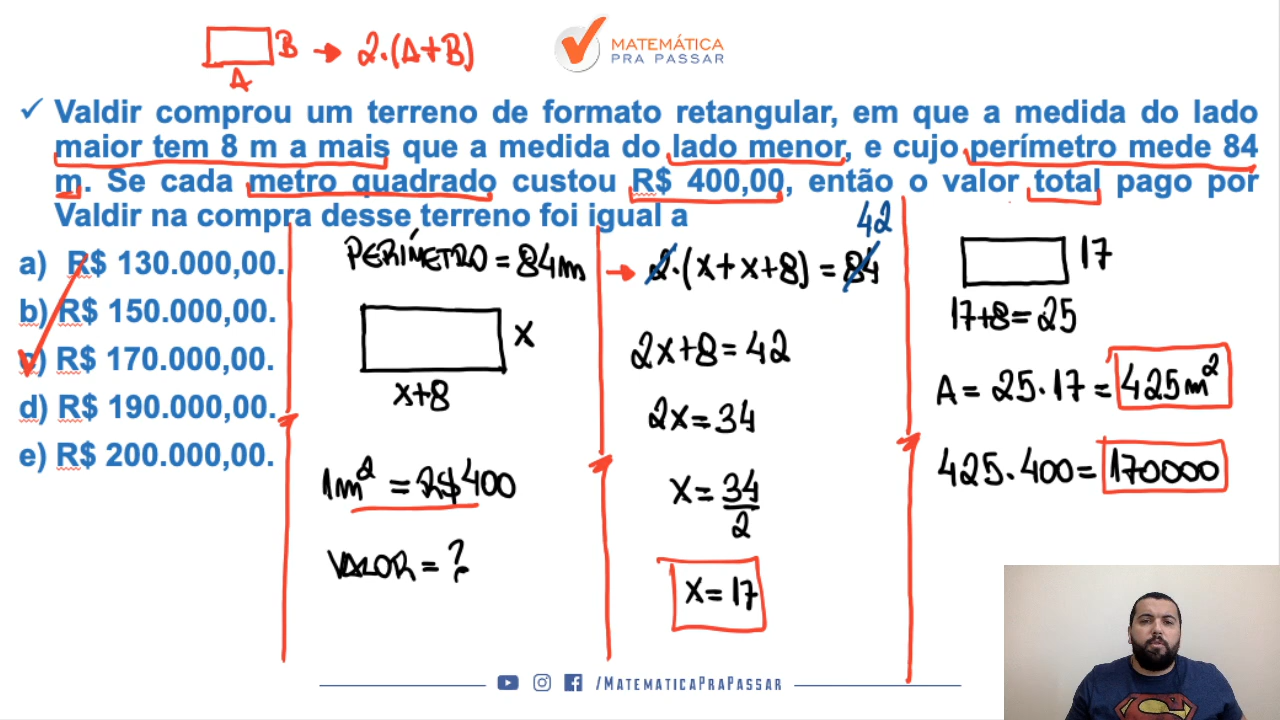 B
A
→ 2.(A+B)
MATEMÁTICA
PRA PASSAR
✓ Valdir comprou um terreno de formato retangular, em que a medida do lado
maior tem 8 m a mais que a medida do lado menor, e cujo perímetro mede 84
m. Se cada metro quadrado custou R$ 400,00, então o valor total pago por
Valdir na compra desse terreno foi igual a
a) R$ 130.000,00.
b) R$ 150.000,00.
c) R$ 170.000,00.
d) R$ 190.000,00.
e) R$ 200.000,00.
PERÍMETRO = 84m
x
x+8
1m² = R$400
VALOR = ?
42
→ 2.(x+x+8) = 84
2x+8=42
2x=34
x=34/2
x=17
17
17+8=25
A = 25.17 = 425m²
425.400= 170000
/MATEMATICAPRAPASSAR